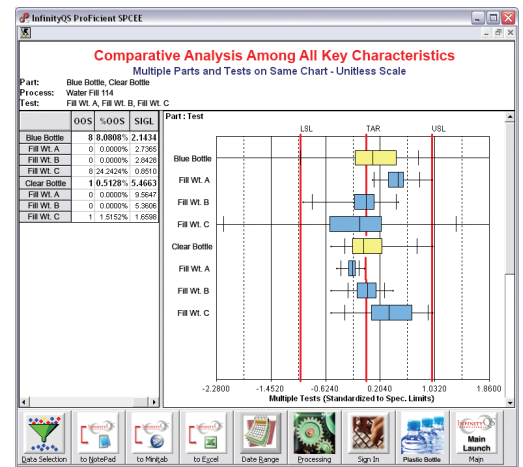 InfinityQS ProFicient SPCEE
Comparative Analysis Among All Key Characteristics
Multiple Parts and Tests on Same Chart - Unitless Scale
Part: Blue Bottle, Clear Bottle
Process: Water Fill 114
Test: Fill Wt. A, Fill Wt. B, Fill Wt. C
OOS %OOS SIGL
Blue Bottle 8 8.0808% 2.1434
Fill Wt. A 0 0.0000% 2.7365
Fill Wt. B 0 0.0000% 2.8428
Fill Wt. C 8 24.2424% 0.8510
Clear Bottle 1 0.5128% 5.4663
Fill Wt. A 0 0.0000% 9.5647
Fill Wt. B 0 0.0000% 5.3606
Fill Wt. C 1 1.5152% 1.6598
Part : Test
LSL TAR USL
Blue Bottle
Fill Wt. A
Fill Wt. B
Fill Wt. C
Clear Bottle
Fill Wt. A
Fill Wt. B
Fill Wt. C
-2.2800 -1.4520 -0.6240 0.2040 1.0320 1.8600
Multiple Tests (Standardized to Spec. Limits)
Main
Launch
Data Selection to NotePad to Minitab to Excel Date Range Processing Sign In Plastic Bottle Main